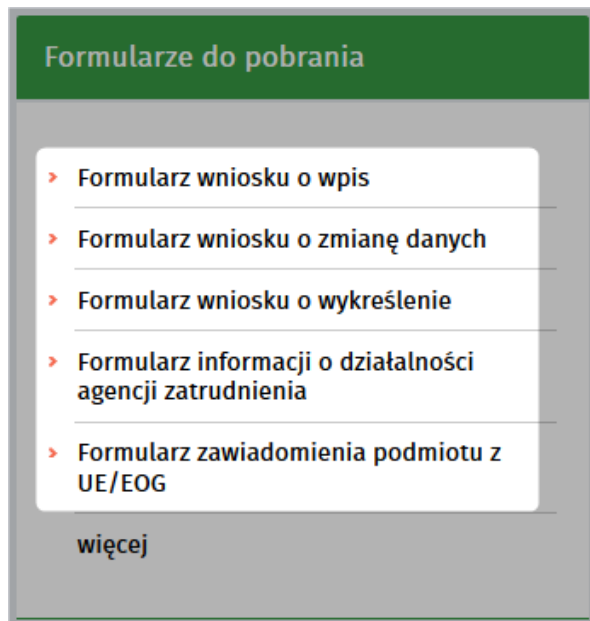 Formularze do pobrania
Formularz wniosku o wpis
Formularz wniosku o zmianę danych
Formularz wniosku o wykreślenie
Formularz informacji o działalności
agencji zatrudnienia
Formularz zawiadomienia podmiotu z
UE/EOG
więcej